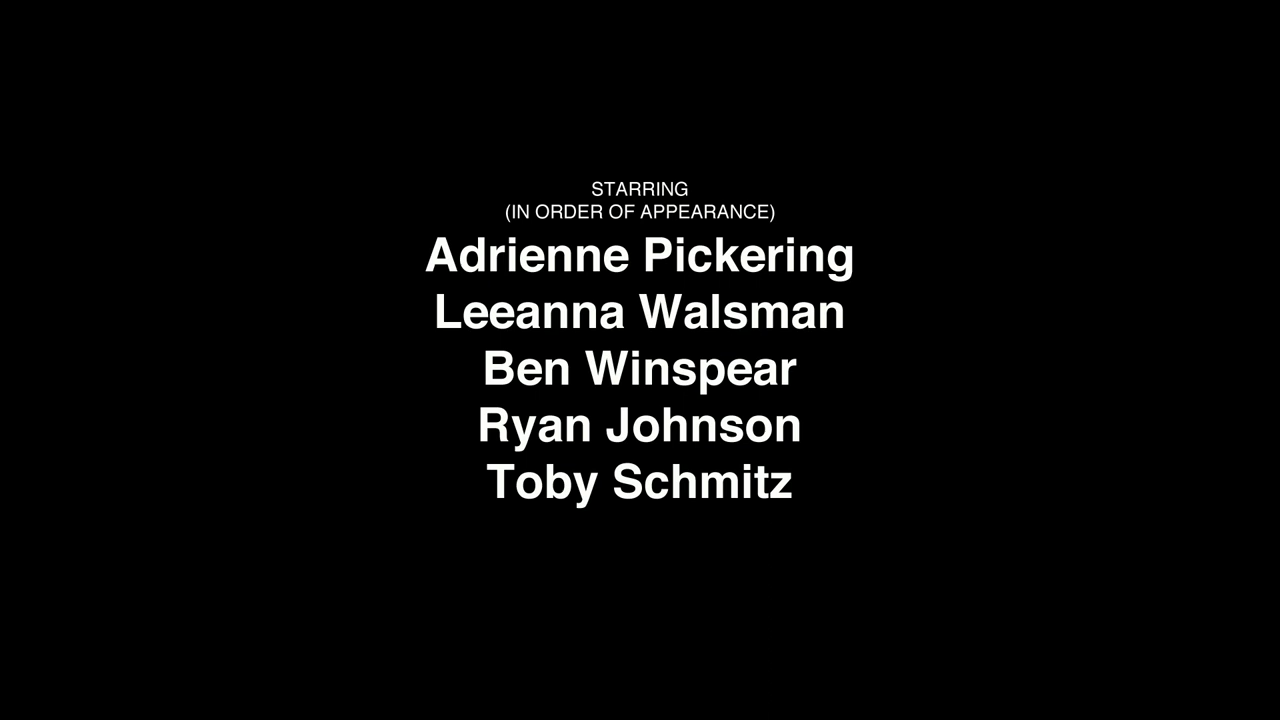 STARRING
(IN ORDER OF APPEARANCE)
Adrienne Pickering
Leeanna Walsman
Ben Winspear
Ryan Johnson
Toby Schmitz